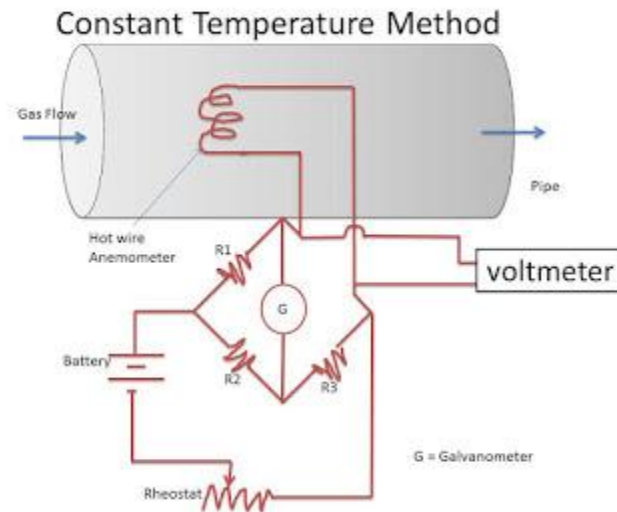 Constant Temperature Method
Gas Flow
Pipe
Hot wire
Anemometer
R1
voltmeter
G
Battery
R2
R3
G = Galvanometer
Rheostat